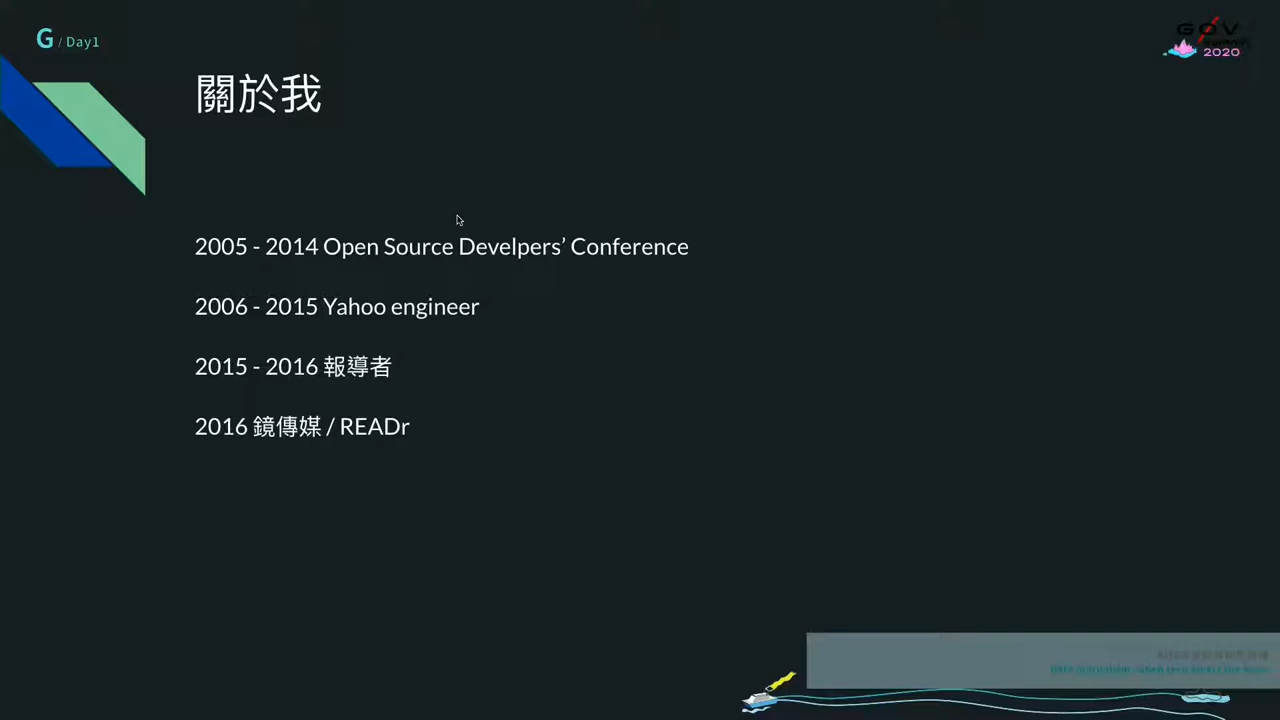 G / Day1
GØV
2020
關於我
2005 - 2014 Open Source Develpers’ Conference
2006 - 2015 Yahoo engineer
2015 - 2016 報導者
2016 鏡傳媒 / READr